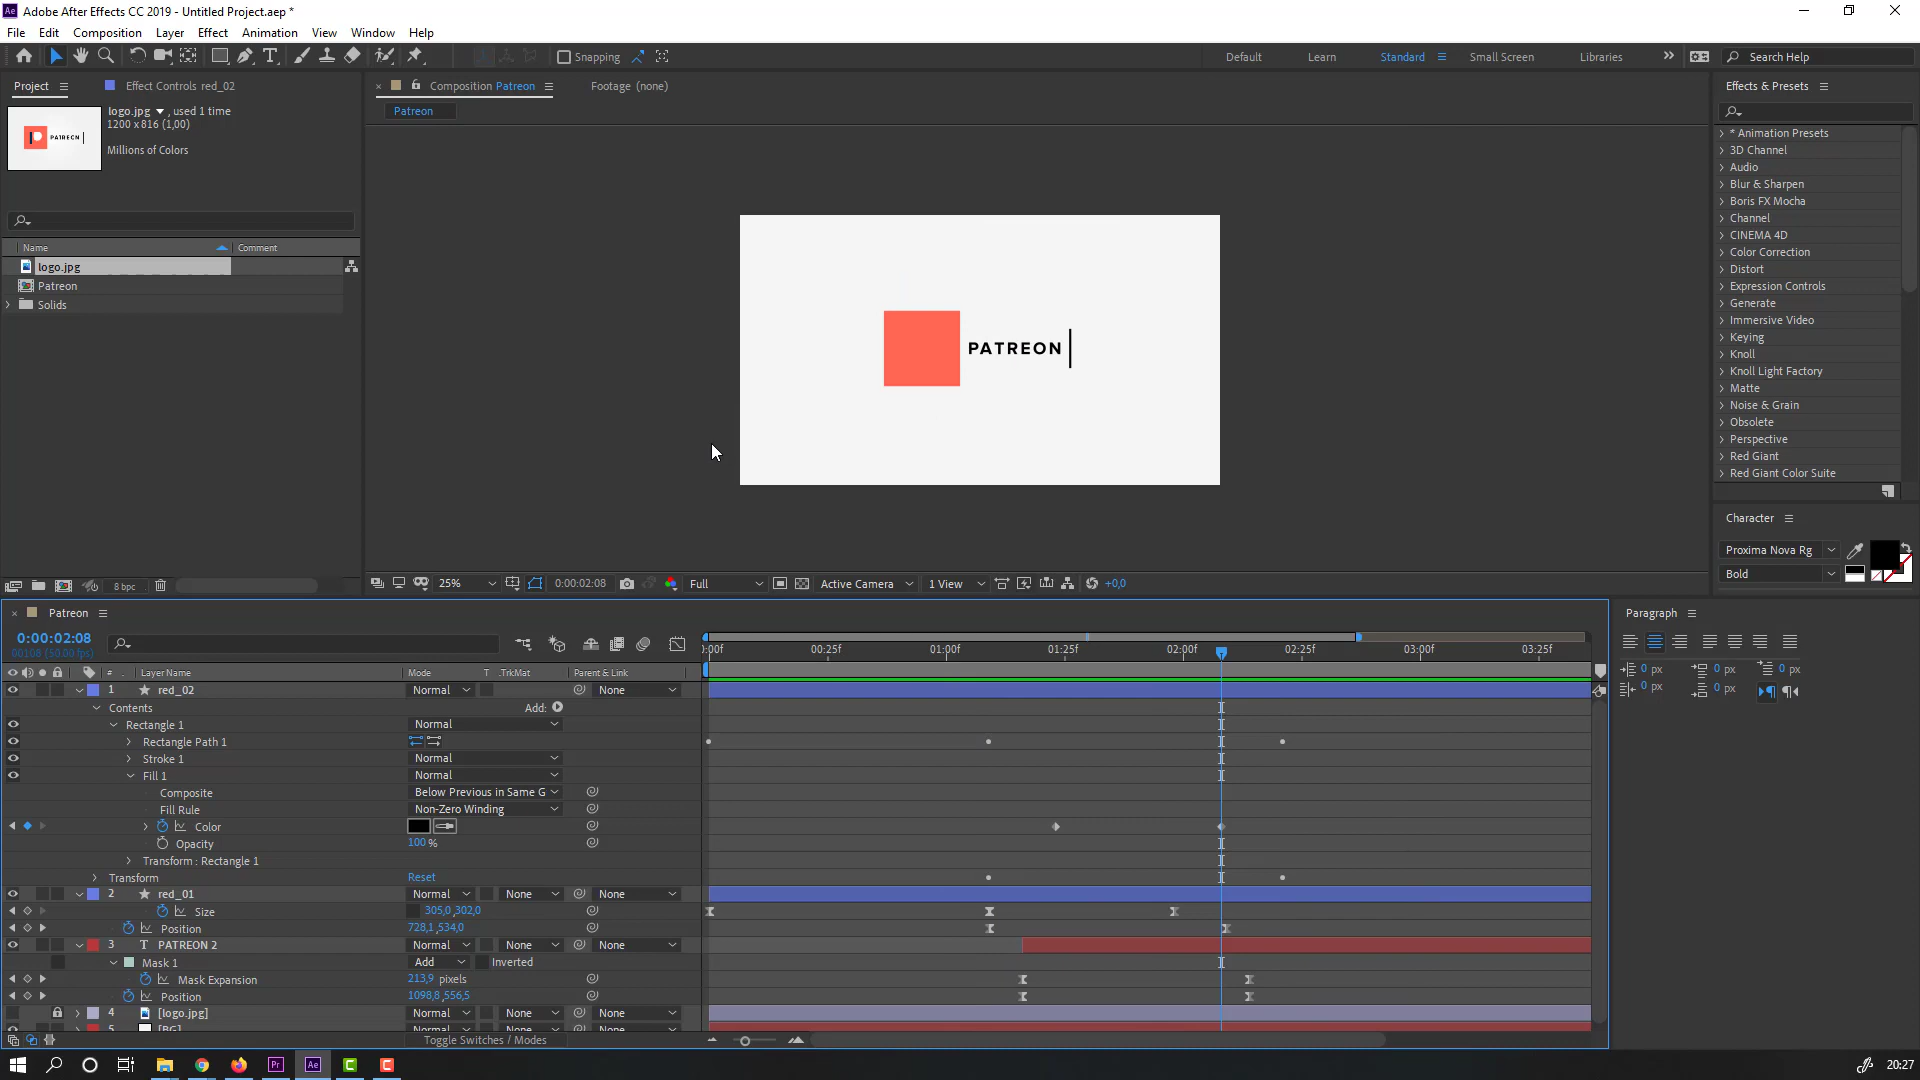 Adobe After Effects CC 2019 - Untitled Project.aep *
File Edit Composition Layer Effect Animation View Window Help
Snapping
Default Learn Standard Small Screen Libraries Search Help
Project Effect Controls red_02
Composition Patreon Footage (none)
Effects & Presets
logo.jpg , used 1 time
1200 x 816 (1,00)
Millions of Colors
Patreon
Name Comment
logo.jpg
Patreon
Solids
PATREON
* Animation Presets
3D Channel
Audio
Blur & Sharpen
Boris FX Mocha
Channel
CINEMA 4D
Color Correction
Distort
Expression Controls
Generate
Immersive Video
Keying
Knoll
Knoll Light Factory
Matte
Noise & Grain
Obsolete
Perspective
Red Giant
Red Giant Color Suite
Character
Proxima Nova Rg
Bold
8 bpc
25% 0:00:02:08 Full Active Camera 1 View +0,0
Patreon
0:00:02:08
00108 (50.00 fps)
:00f 00:25f 01:00f 01:25f 02:00f 02:25f 03:00f 03:25f
# Layer Name Mode T .TrkMat Parent & Link
1 red_02 Normal None
Contents Add:
Rectangle 1 Normal
Rectangle Path 1
Stroke 1 Normal
Fill 1 Normal
Composite Below Previous in Same G
Fill Rule Non-Zero Winding
Color
Opacity 100 %
Transform : Rectangle 1
Transform Reset
2 red_01 Normal None None
Size 305,0,302,0
Position 728,1,534,0
3 T PATREON 2 Normal None None
Mask 1 Add Inverted
Mask Expansion 213,9 pixels
Position 1098,8,556,5
4 [logo.jpg] Normal None None
5 [BG] Normal None None
Toggle Switches / Modes
Paragraph
0 px 0 px 0 px
0 px 0 px
Pr Ae C C
20:27